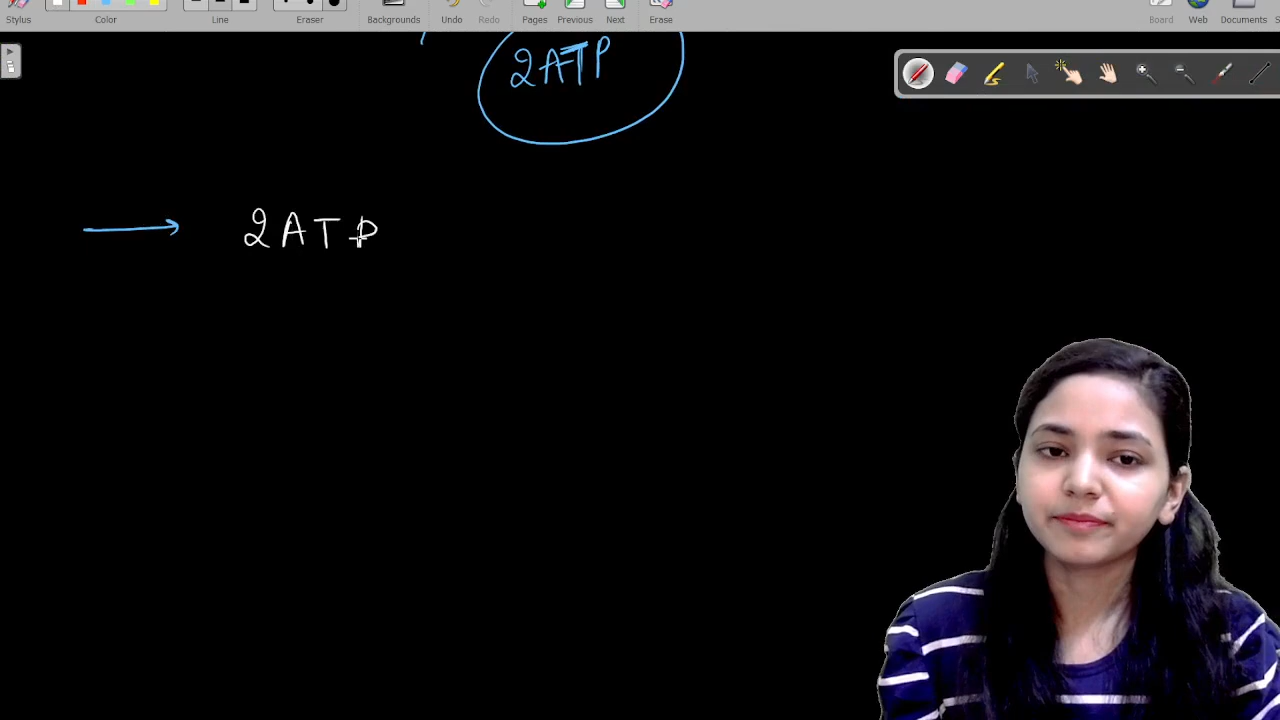 Stylus Color Line Eraser Backgrounds Undo Redo Pages Previous Next Erase Board Web Documents
2ATP
2ATP